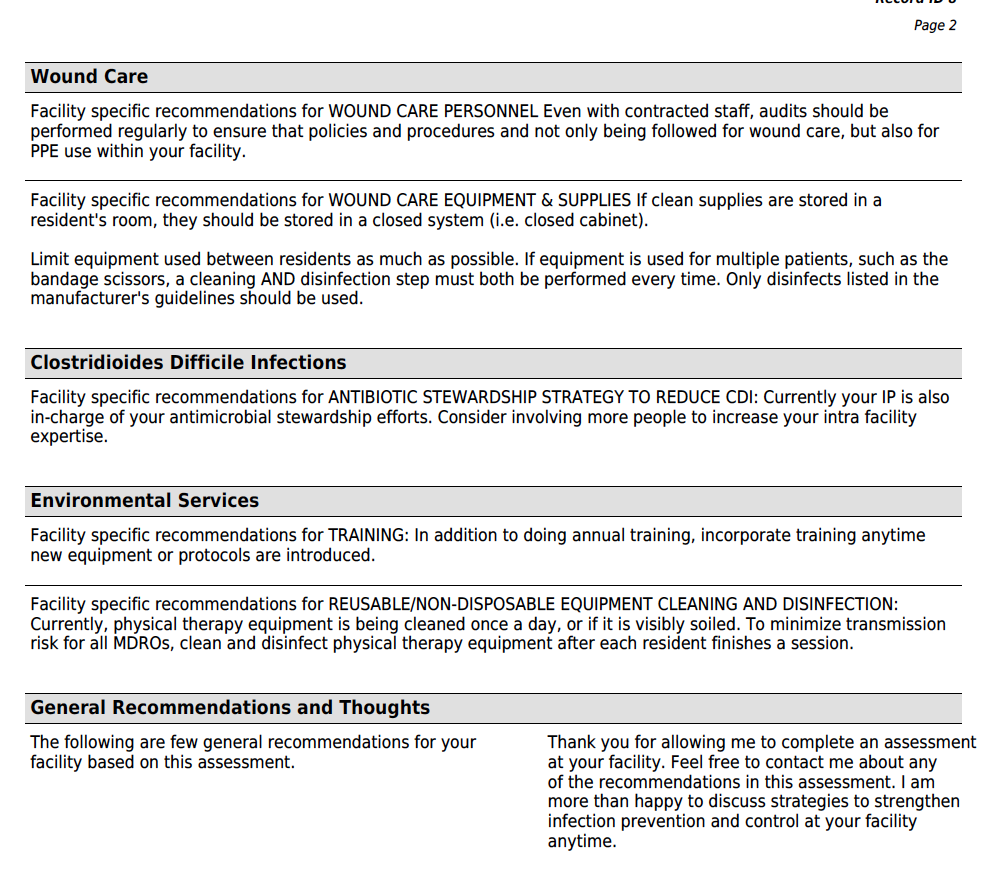 Record ID 8
Page 2
Wound Care
Facility specific recommendations for WOUND CARE PERSONNEL Even with contracted staff, audits should be
performed regularly to ensure that policies and procedures and not only being followed for wound care, but also for
PPE use within your facility.
Facility specific recommendations for WOUND CARE EQUIPMENT & SUPPLIES If clean supplies are stored in a
resident's room, they should be stored in a closed system (i.e. closed cabinet).
Limit equipment used between residents as much as possible. If equipment is used for multiple patients, such as the
bandage scissors, a cleaning AND disinfection step must both be performed every time. Only disinfects listed in the
manufacturer's guidelines should be used.
Clostridioides Difficile Infections
Facility specific recommendations for ANTIBIOTIC STEWARDSHIP STRATEGY TO REDUCE CDI: Currently your IP is also
in-charge of your antimicrobial stewardship efforts. Consider involving more people to increase your intra facility
expertise.
Environmental Services
Facility specific recommendations for TRAINING: In addition to doing annual training, incorporate training anytime
new equipment or protocols are introduced.
Facility specific recommendations for REUSABLE/NON-DISPOSABLE EQUIPMENT CLEANING AND DISINFECTION:
Currently, physical therapy equipment is being cleaned once a day, or if it is visibly soiled. To minimize transmission
risk for all MDROs, clean and disinfect physical therapy equipment after each resident finishes a session.
General Recommendations and Thoughts
The following are few general recommendations for your
facility based on this assessment.
Thank you for allowing me to complete an assessment
at your facility. Feel free to contact me about any
of the recommendations in this assessment. I am
more than happy to discuss strategies to strengthen
infection prevention and control at your facility
anytime.